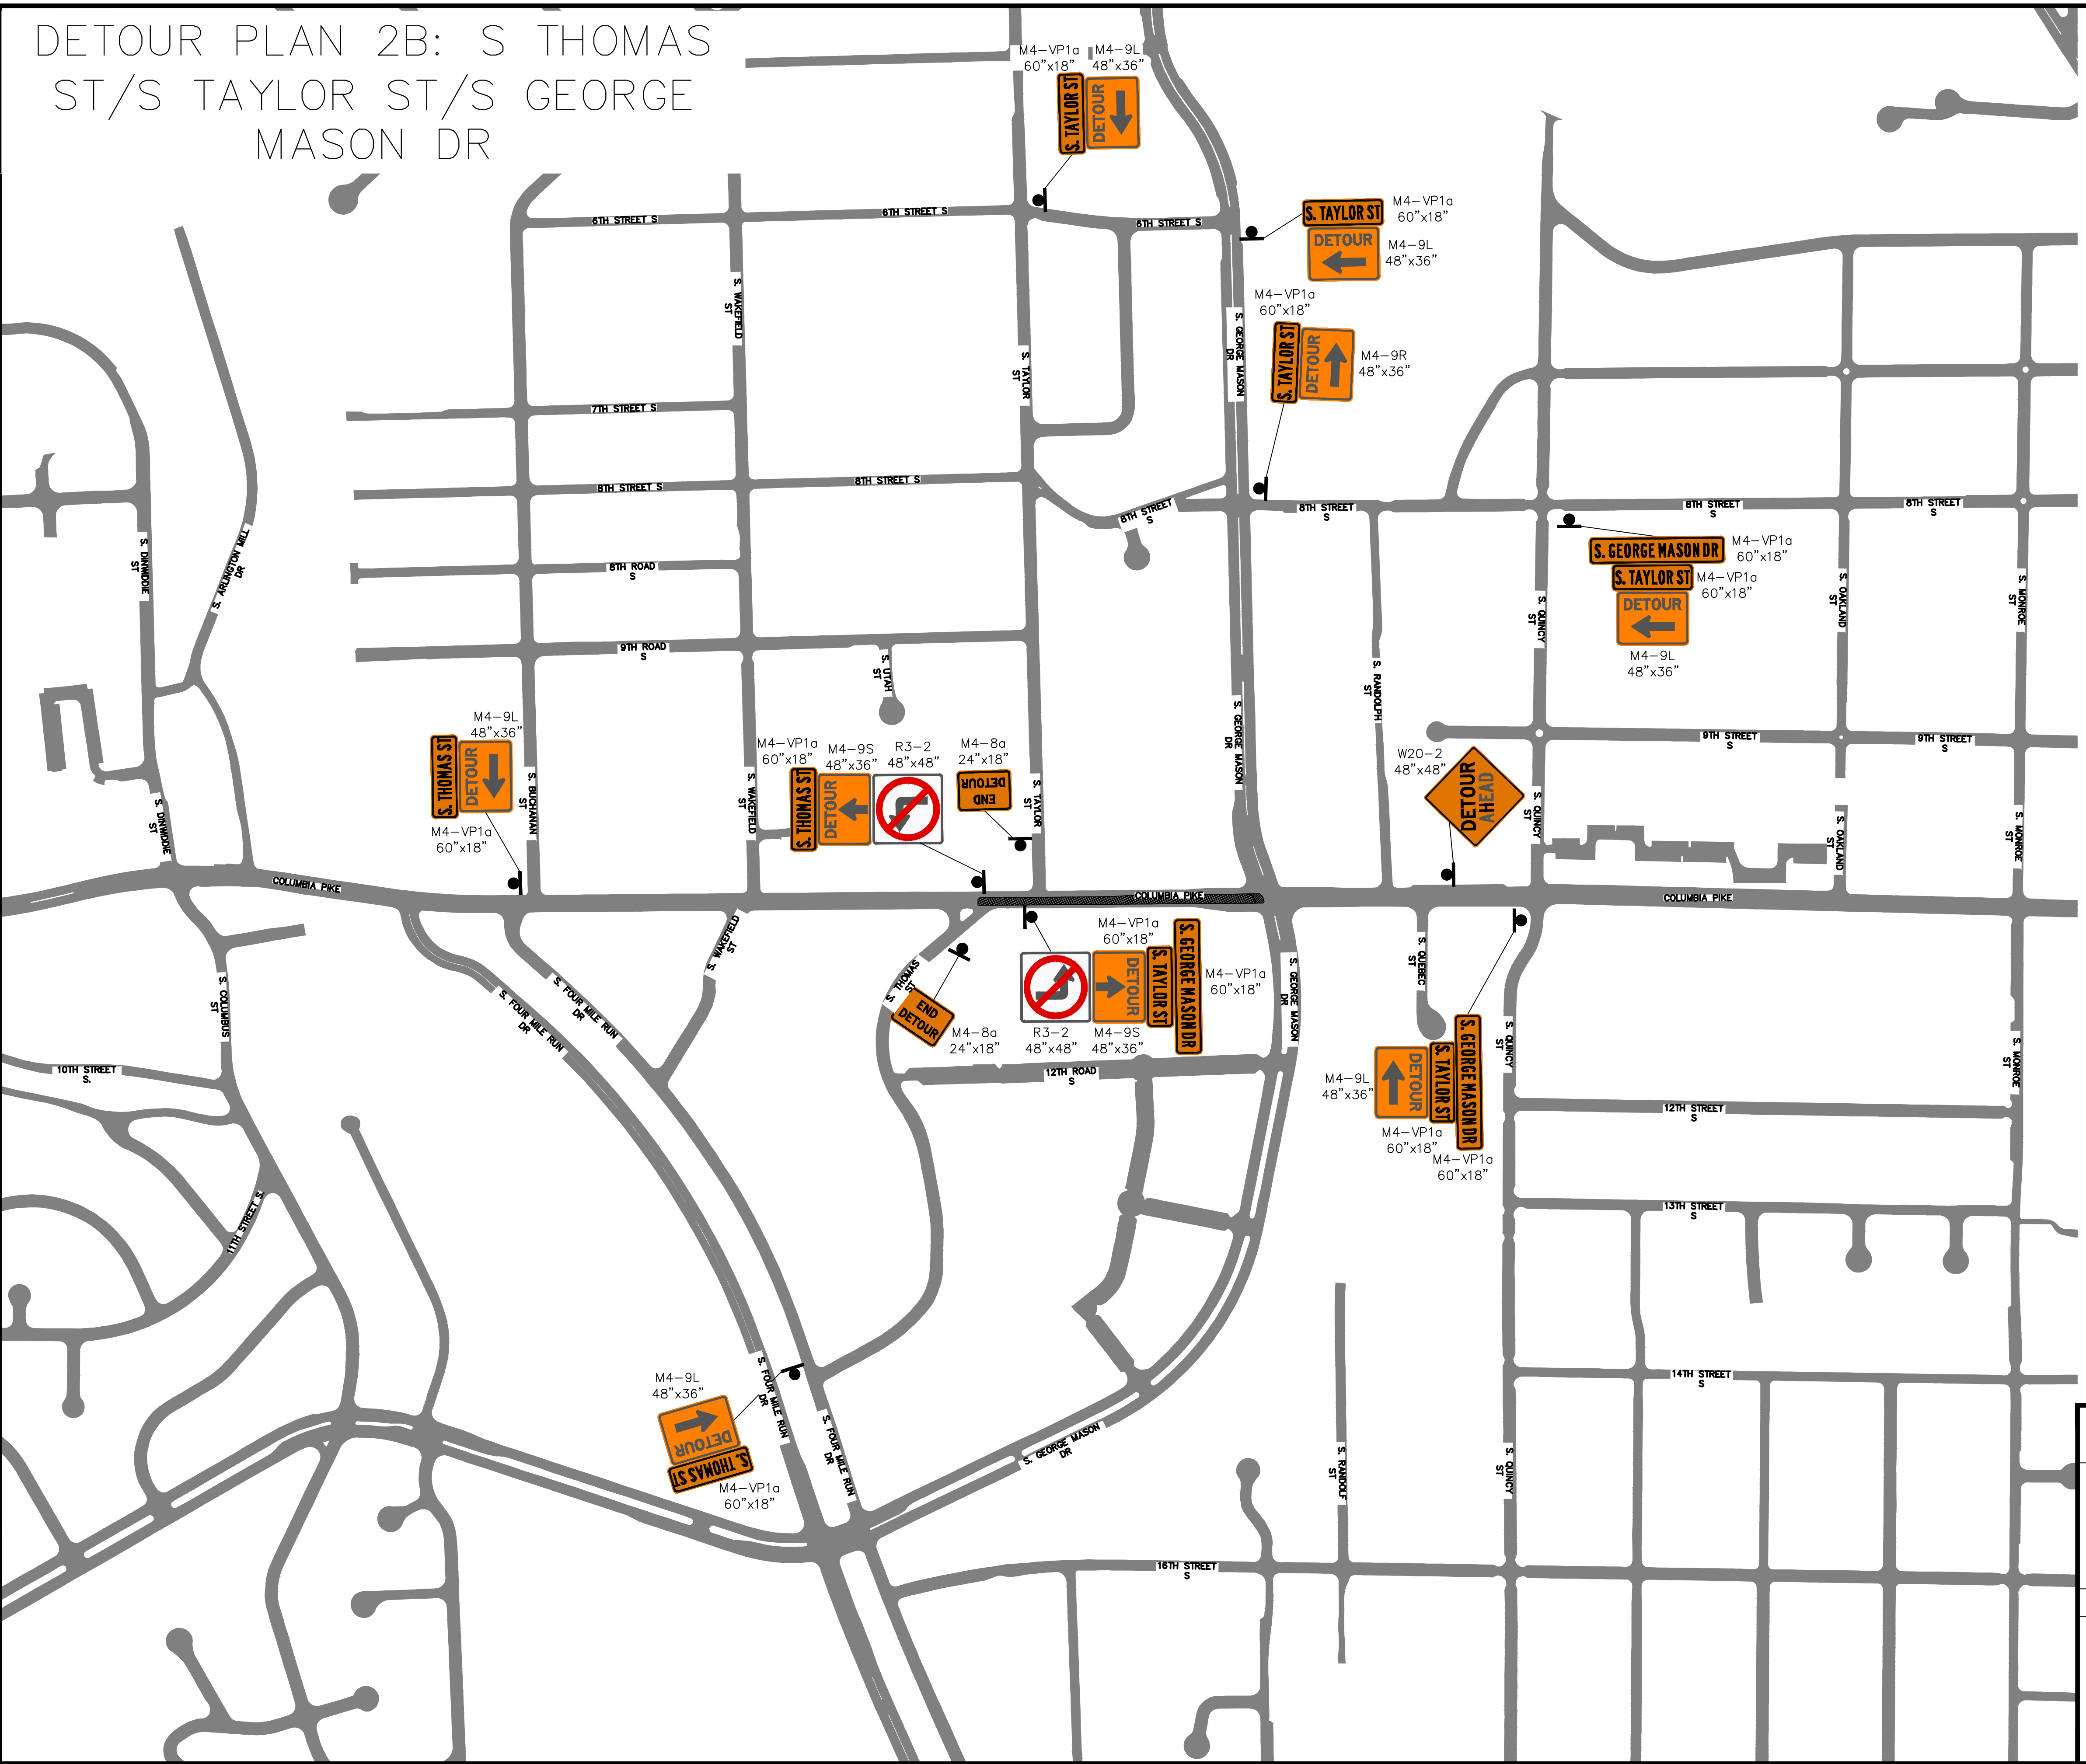 DETOUR PLAN 2B: S THOMAS
ST/S TAYLOR ST/S GEORGE
MASON DR
M4-VP1a
60"x18"
M4-9L
48"x36"
S. TAYLOR ST
DETOUR
6TH STREET S
6TH STREET S
6TH STREET S
S. TAYLOR ST
DETOUR
M4-VP1a
60"x18"
M4-9L
48"x36"
M4-VP1a
60"x18"
S. TAYLOR ST
DETOUR
M4-9R
48"x36"
S. WAKEFIELD
ST
S. TAYLOR
ST
S. GEORGE MASON
DR
7TH STREET S
8TH STREET S
8TH STREET S
8TH STREET
S
8TH STREET
S
8TH STREET
S
8TH STREET
S
S. GEORGE MASON DR
M4-VP1a
60"x18"
S. TAYLOR ST
M4-VP1a
60"x18"
DETOUR
M4-9L
48"x36"
S. DINWIDDIE
ST
S. ARLINGTON MILL
DR
8TH ROAD
S
9TH ROAD
S
S. UTAH
ST
S. QUINCY
ST
S. OAKLAND
ST
S. MONROE
ST
S. RANDOLPH
ST
S. GEORGE MASON
DR
9TH STREET
S
9TH STREET
S
M4-9L
48"x36"
S. THOMAS ST
DETOUR
M4-VP1a
60"x18"
S. BUCHANAN
ST
S. WAKEFIELD
ST
M4-VP1a
60"x18"
M4-9S
48"x36"
R3-2
48"x48"
M4-8a
24"x18"
S. THOMAS ST
DETOUR
END
DETOUR
S. TAYLOR
ST
W20-2
48"x48"
DETOUR
AHEAD
S. QUINCY
ST
S. OAKLAND
ST
S. MONROE
ST
S. DINWIDDIE
ST
COLUMBIA PIKE
COLUMBIA PIKE
COLUMBIA PIKE
S. WAKEFIELD
ST
S. THOMAS
ST
END
DETOUR
M4-8a
24"x18"
M4-VP1a
60"x18"
R3-2
48"x48"
M4-9S
48"x36"
DETOUR
S. TAYLOR ST
S. GEORGE MASON DR
M4-VP1a
60"x18"
S. GEORGE MASON
DR
S. QUEBEC
ST
S. COLUMBUS
ST
S. FOUR MILE RUN
DR
S. FOUR MILE RUN
DR
10TH STREET
S.
12TH ROAD
S
M4-9L
48"x36"
DETOUR
S. TAYLOR ST
S. GEORGE MASON DR
M4-VP1a
60"x18"
M4-VP1a
60"x18"
S. QUINCY
ST
S. MONROE
ST
12TH STREET
S
13TH STREET
S
11TH STREET S.
14TH STREET
S
M4-9L
48"x36"
DETOUR
S. THOMAS ST
M4-VP1a
60"x18"
S. FOUR MILE RUN
DR
S. FOUR MILE RUN
DR
S. GEORGE MASON
DR
S. RANDOLF
ST
S. QUINCY
ST
16TH STREET
S